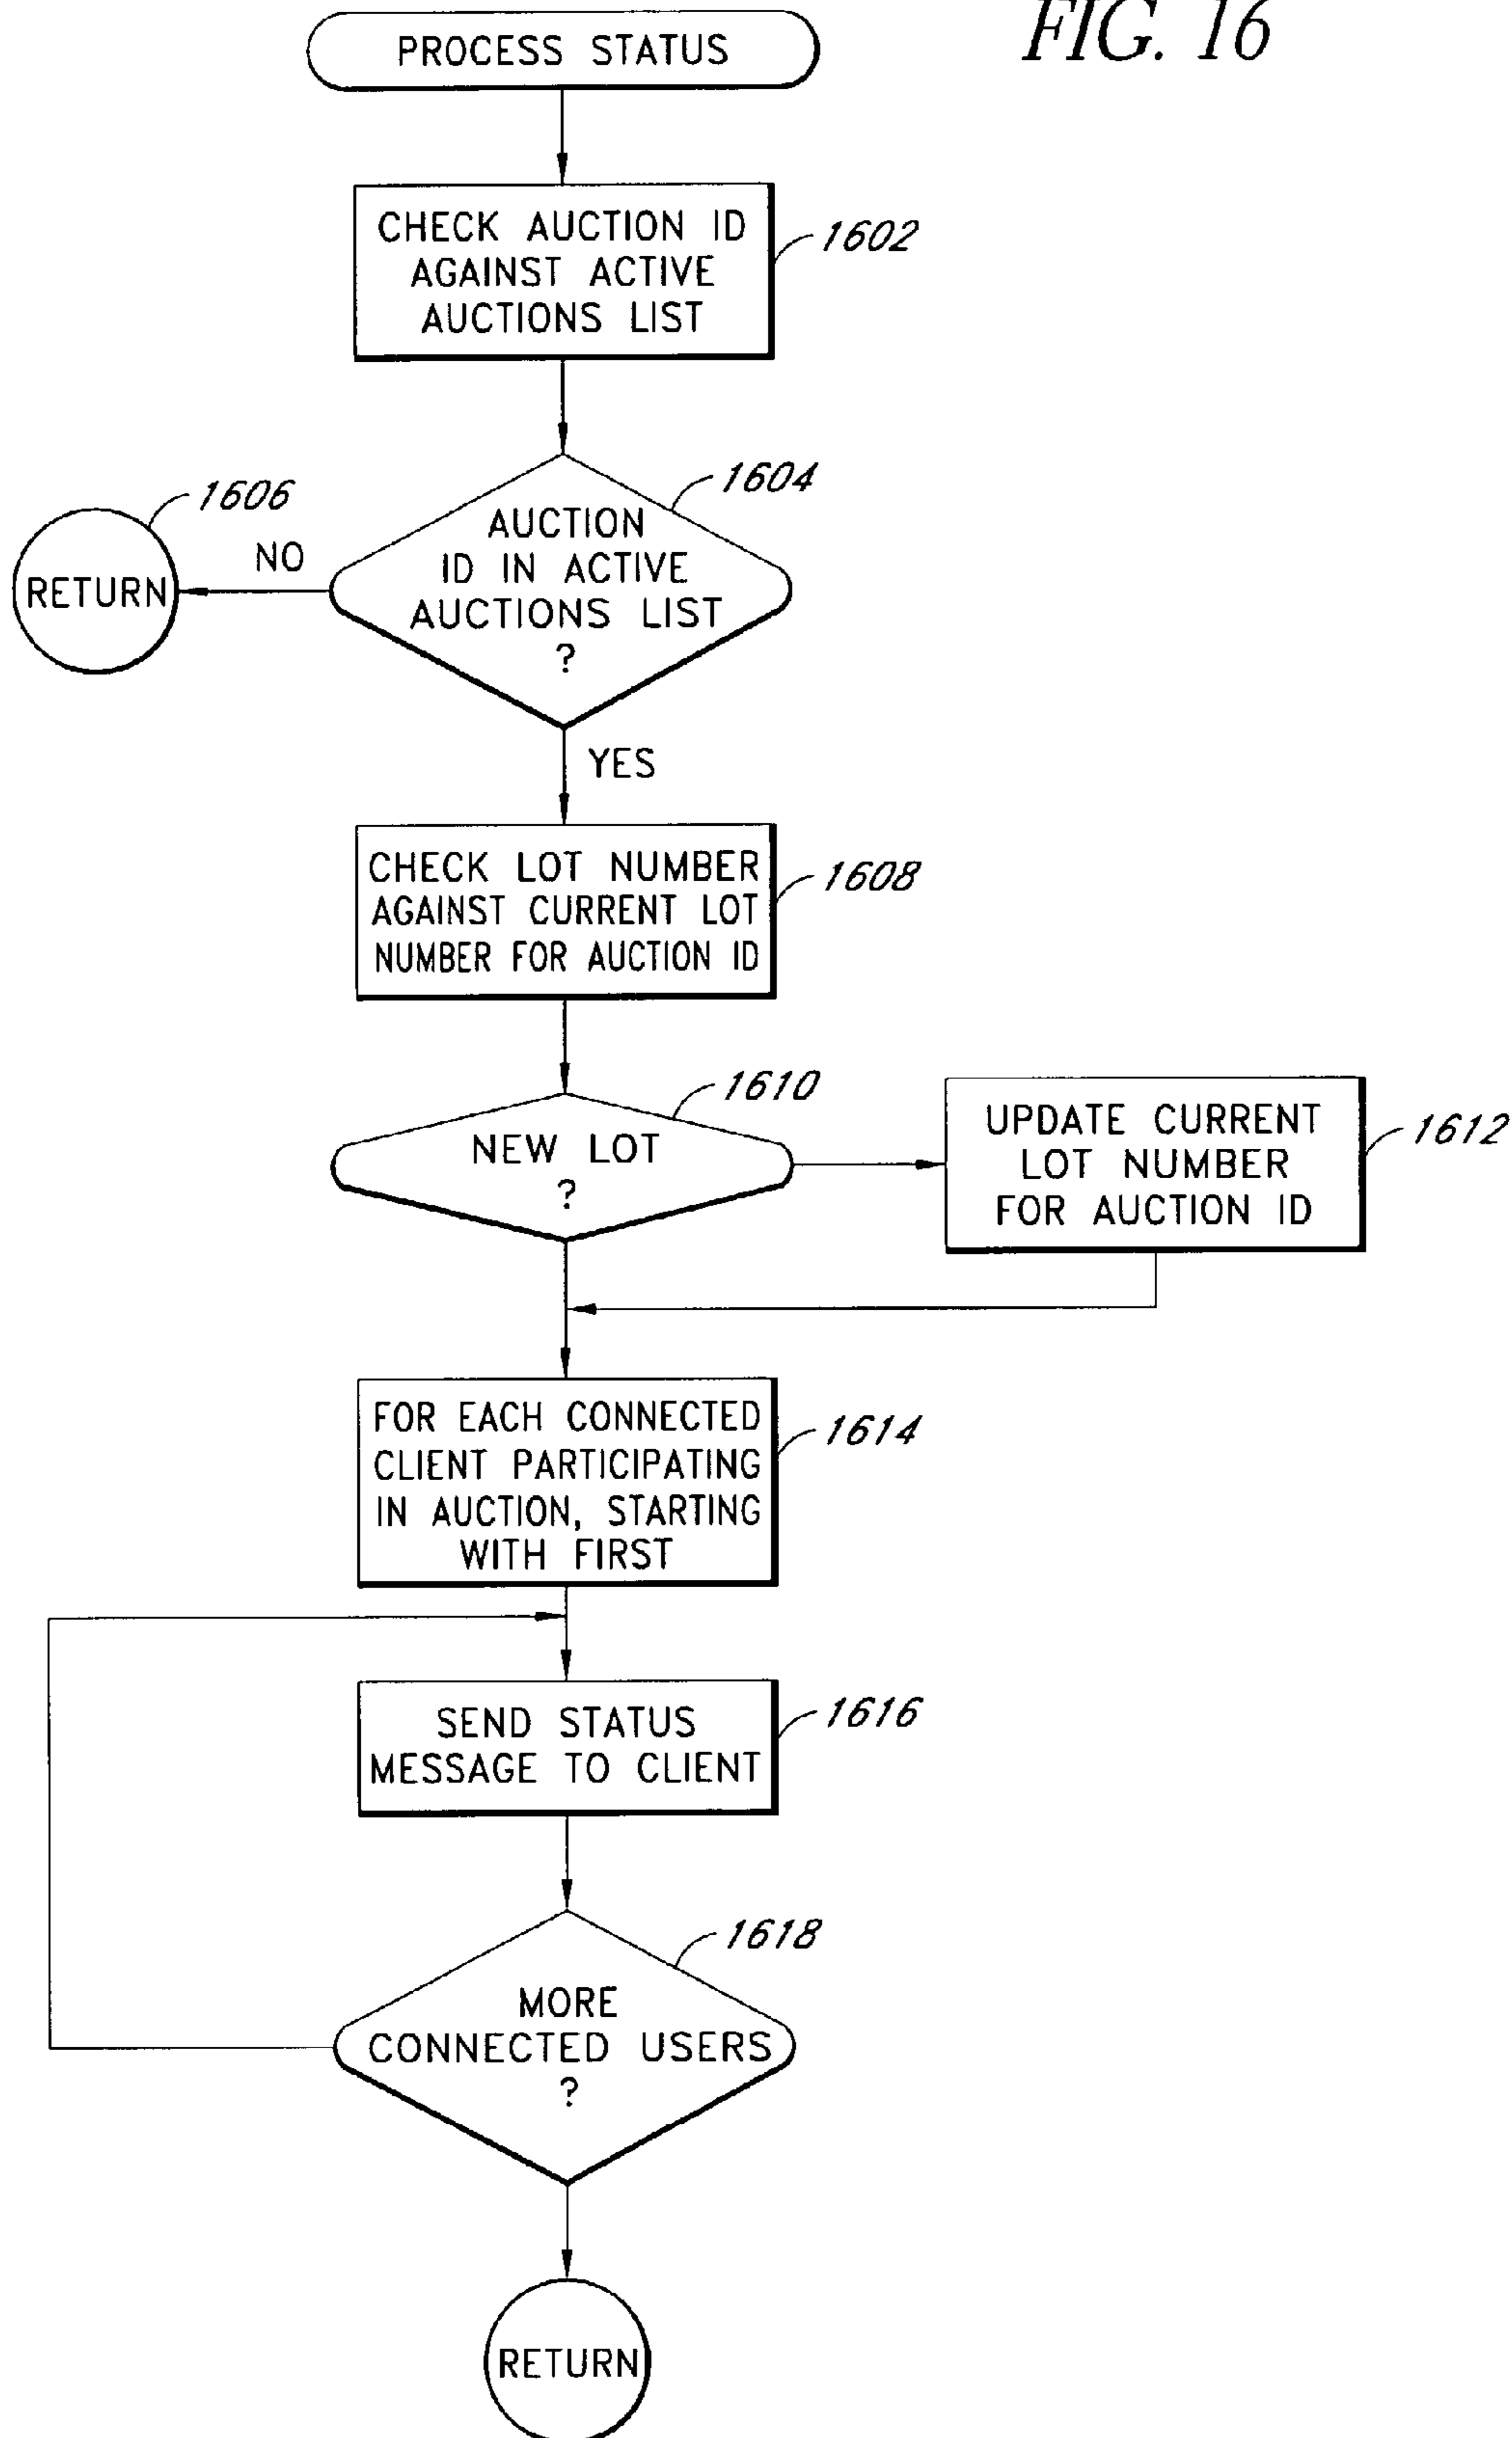 FIG. 16
PROCESS STATUS
CHECK AUCTION ID
AGAINST ACTIVE
AUCTIONS LIST
1602
AUCTION
ID IN ACTIVE
AUCTIONS LIST
?
1604
NO
1606
RETURN
YES
CHECK LOT NUMBER
AGAINST CURRENT LOT
NUMBER FOR AUCTION ID
1608
NEW LOT
?
1610
UPDATE CURRENT
LOT NUMBER
FOR AUCTION ID
1612
FOR EACH CONNECTED
CLIENT PARTICIPATING
IN AUCTION, STARTING
WITH FIRST
1614
SEND STATUS
MESSAGE TO CLIENT
1616
MORE
CONNECTED USERS
?
1618
RETURN